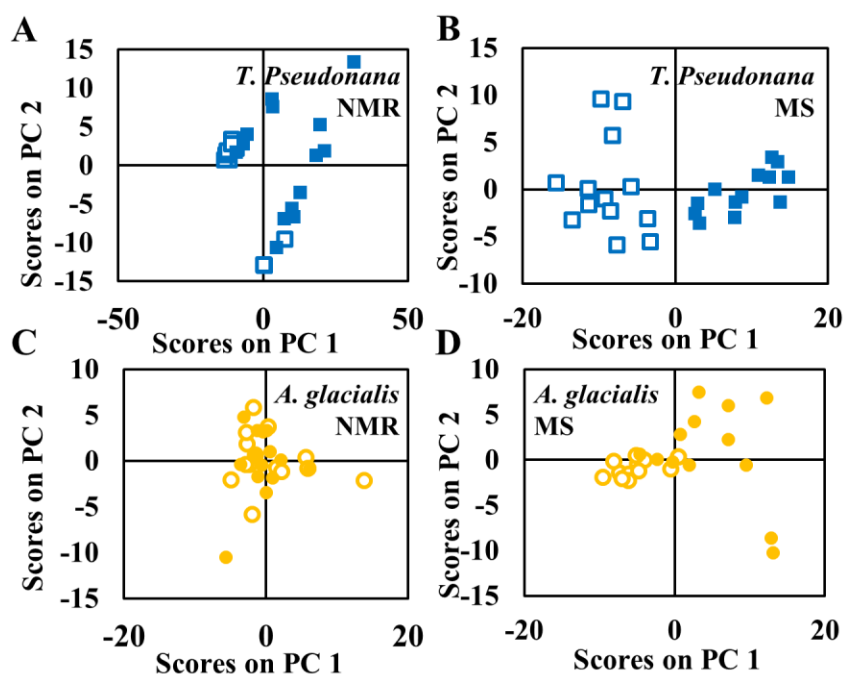 A
15
10
5
0
-5
-10
-15
-50
0
50
Scores on PC 1
Scores on PC 2
T. Pseudonana
NMR
B
15
10
5
0
-5
-10
-20
0
20
Scores on PC 1
Scores on PC 2
T. Pseudonana
MS
C
10
5
0
-5
-10
-15
-20
0
20
Scores on PC 1
Scores on PC 2
A. glacialis
NMR
D
10
5
0
-5
-10
-15
-20
0
20
Scores on PC 1
Scores on PC 2
A. glacialis
MS